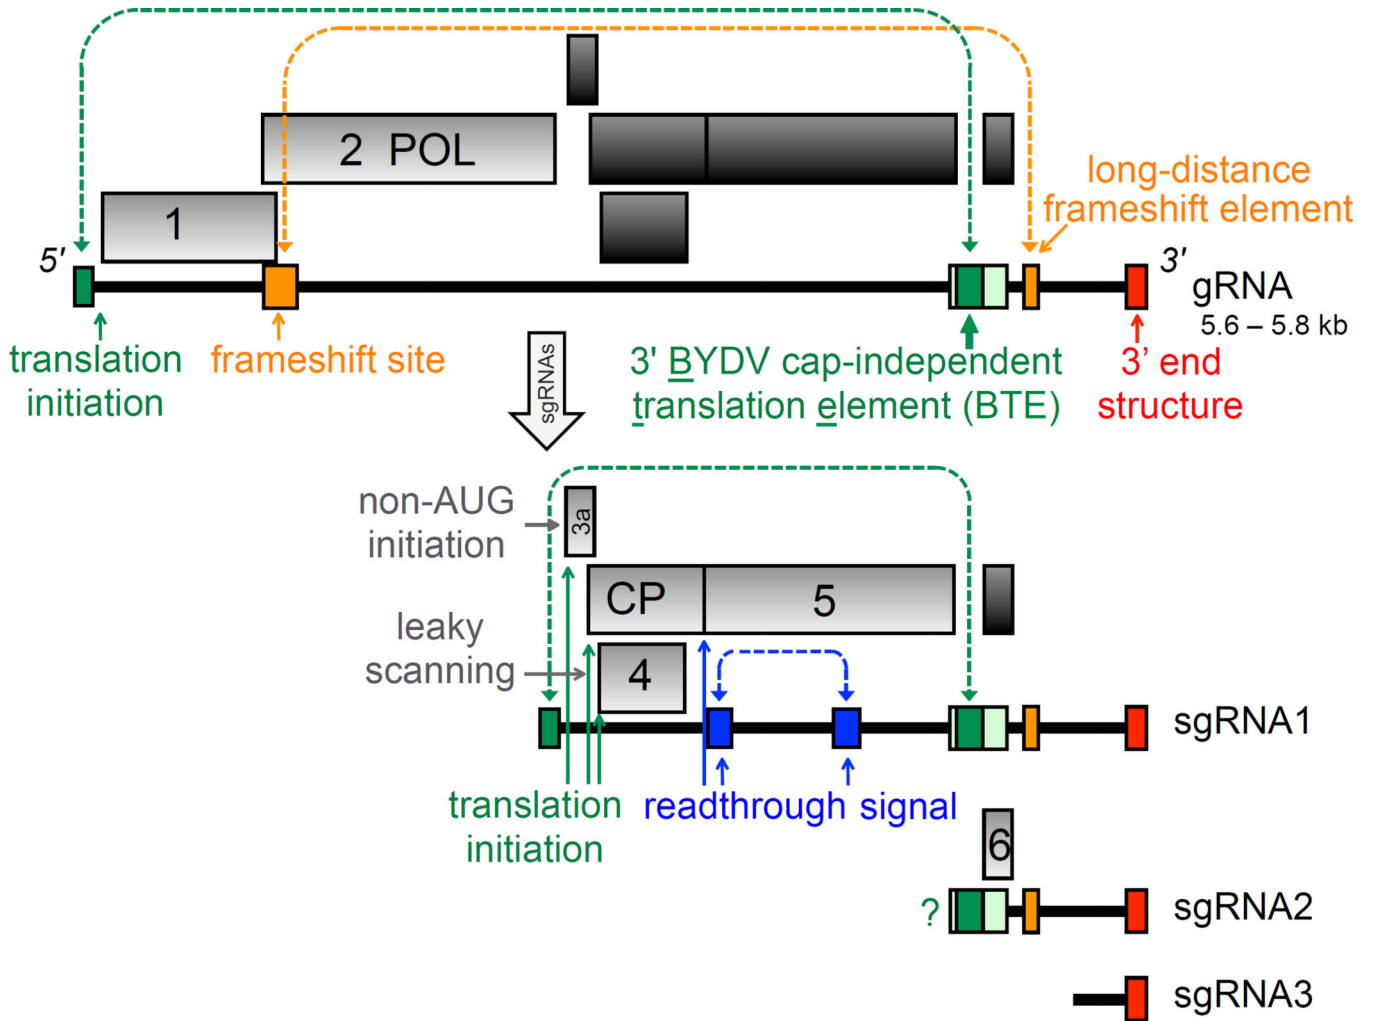 2 POL
long-distance
frameshift element
1
5'
3'
gRNA
5.6 – 5.8 kb
translation
initiation
frameshift site
sgRNAs
3' BYDV cap-independent
translation element (BTE)
3’ end
structure
non-AUG
initiation
3a
CP
5
leaky
scanning
4
sgRNA1
translation
initiation
readthrough signal
6
?
sgRNA2
sgRNA3